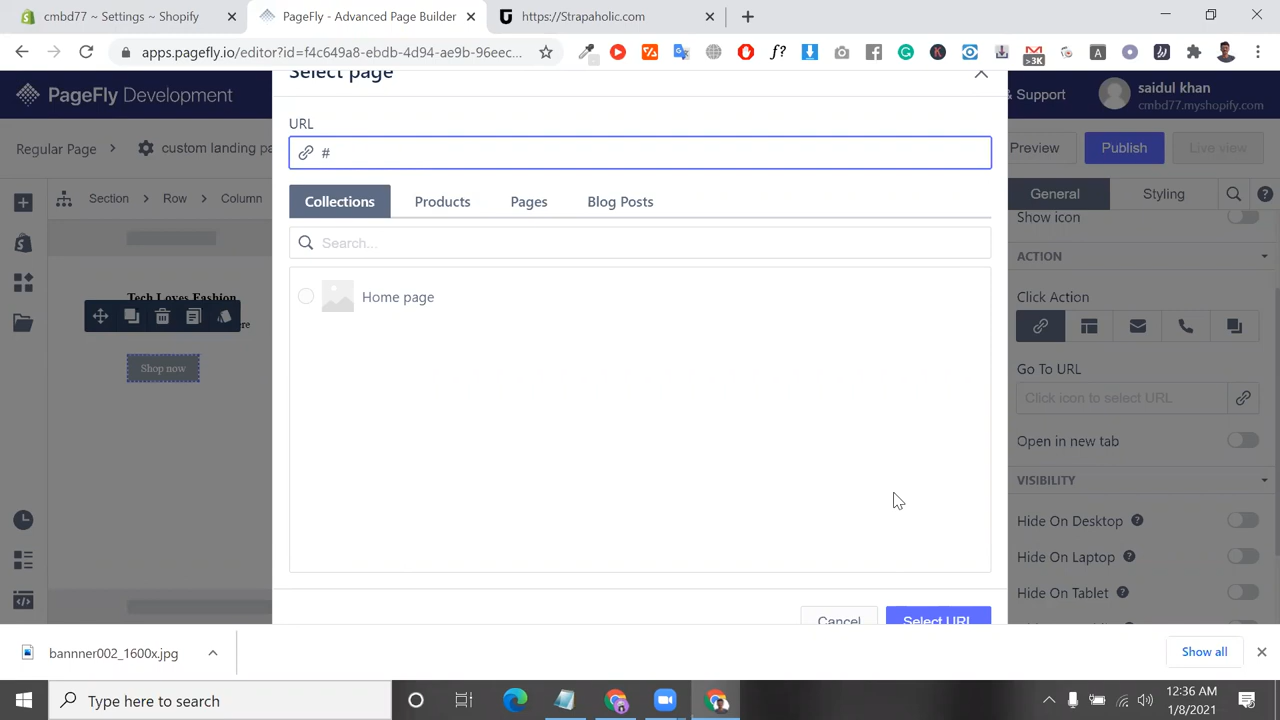 cmbd77 ~ Settings ~ Shopify
PageFly - Advanced Page Builder
https://Strapaholic.com
apps.pagefly.io/editor?id=f4c649a8-ebdb-4d94-ae9b-96eec...
>3K
PageFly Development
Select page
& Support
saidul khan
cmbd77.myshopify.com
Regular Page
custom landing pa
URL
#
Preview
Publish
Live view
Section
Row
Column
Collections
Products
Pages
Blog Posts
General
Styling
Show icon
Search...
Home page
ACTION
Click Action
Tech Loves Fashion
ere
Shop now
Go To URL
Click icon to select URL
Open in new tab
VISIBILITY
Hide On Desktop
Hide On Laptop
Hide On Tablet
Cancel
Select URL
bannner002_1600x.jpg
Show all
Type here to search
12:36 AM
1/8/2021